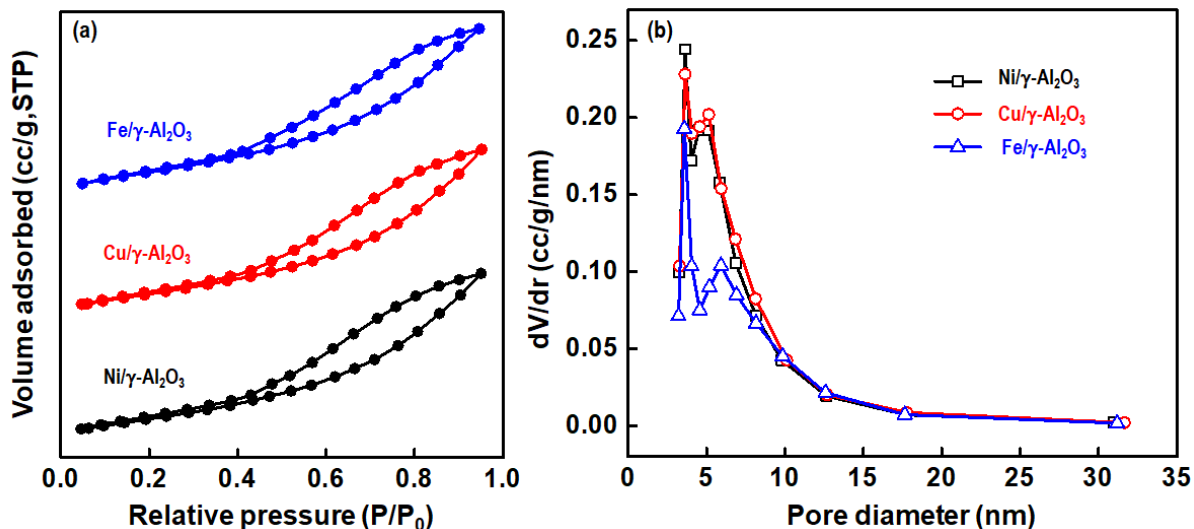 (a)
Volume adsorbed (cc/g,STP)
Fe/γ-Al₂O₃
Cu/γ-Al₂O₃
Ni/γ-Al₂O₃
0.0 0.2 0.4 0.6 0.8 1.0
Relative pressure (P/P₀)
(b)
dV/dr (cc/g/nm)
0.25
0.20
0.15
0.10
0.05
0.00
Ni/γ-Al₂O₃
Cu/γ-Al₂O₃
Fe/γ-Al₂O₃
0 5 10 15 20 25 30 35
Pore diameter (nm)